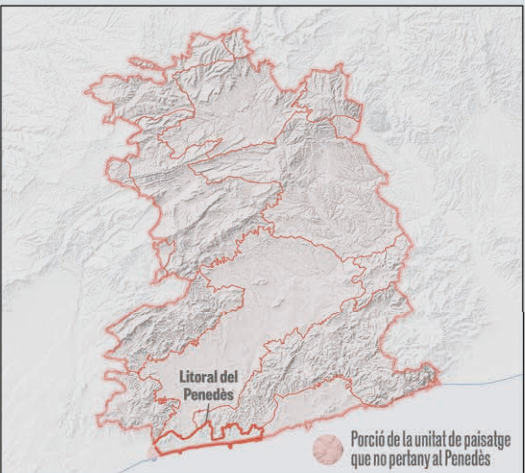 Litoral del
Penedès
Porció de la unitat de paisatge
que no pertany al Penedès